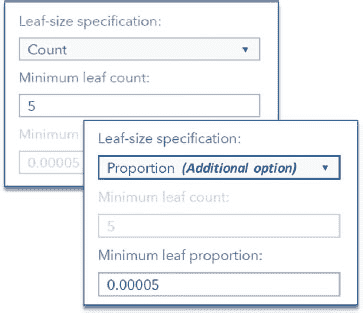 Leaf-size specification:
Count
Minimum leaf count:
5
Minimum
0.00005
Leaf-size specification:
Proportion (Additional option)
Minimum leaf count:
5
Minimum leaf proportion:
0.00005